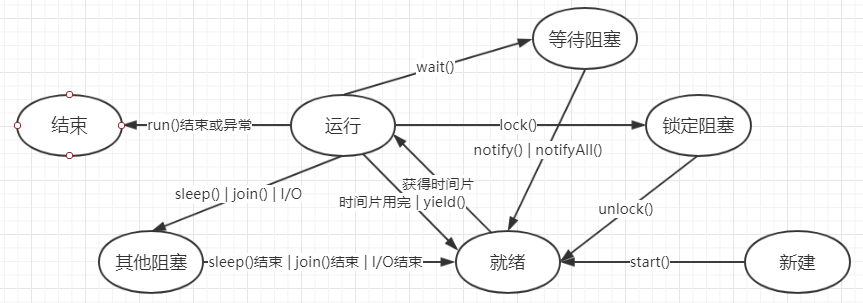 等待阻塞
wait()
结束
run()结束或异常
运行
lock()
锁定阻塞
notify() | notifyAll()
获得时间片
sleep() | join() | I/O
时间片用完 | yield()
unlock()
其他阻塞
sleep()结束 | join()结束 | I/O结束
就绪
start()
新建